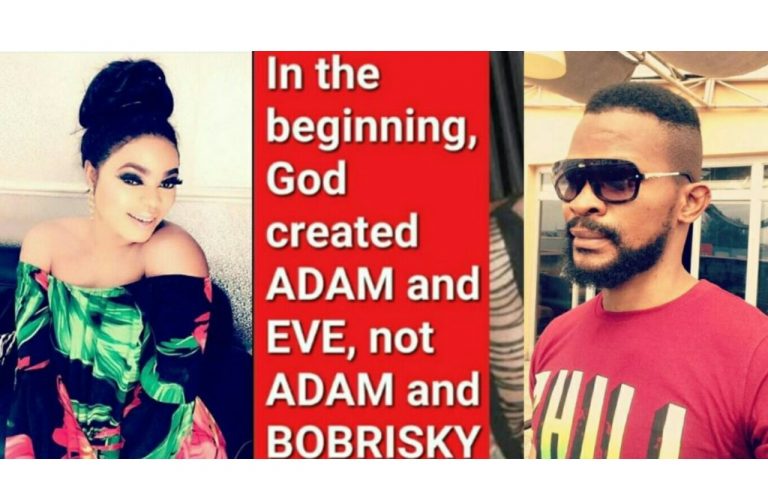 In the
beginning,
God
created
ADAM and
EVE, not
ADAM and
BOBRISKY